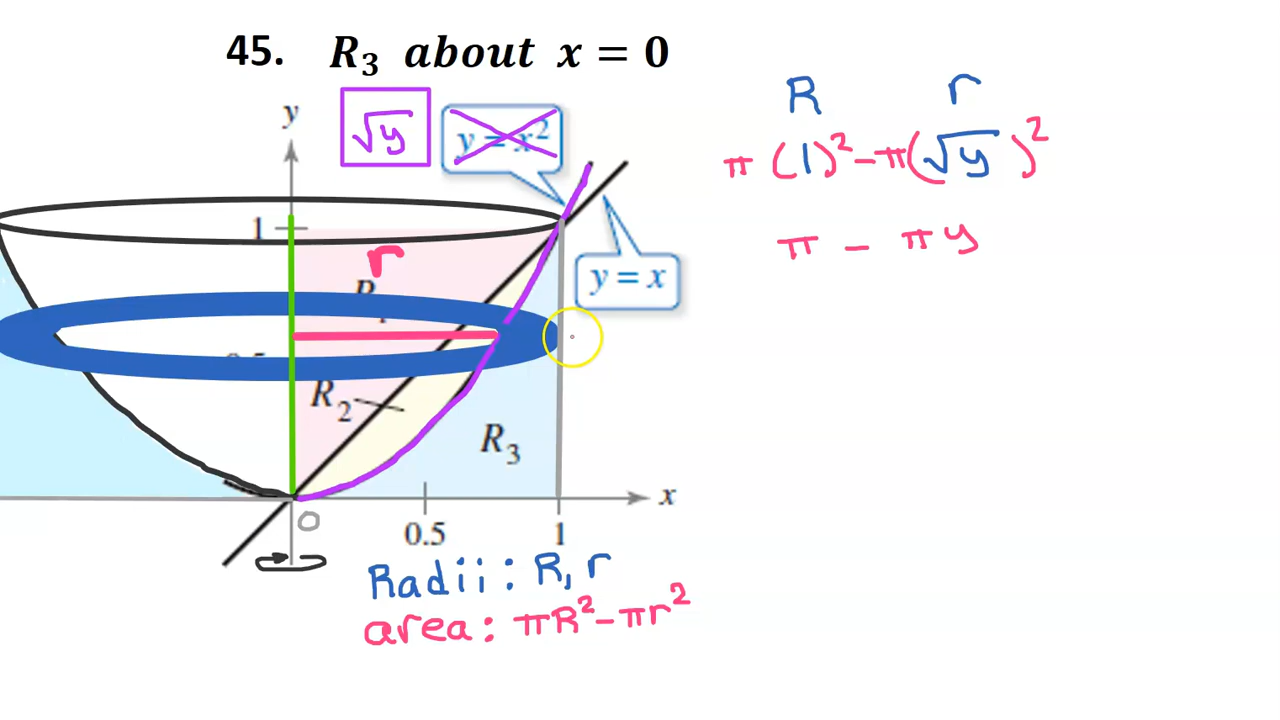 45. R₃ about x = 0
R r
√y
y = x²
π (1)² − π(√y)²
y
1
r
π − πy
y = x
R₂
R₃
x
0
0.5 1
Radii : R, r
area: πR² − πr²